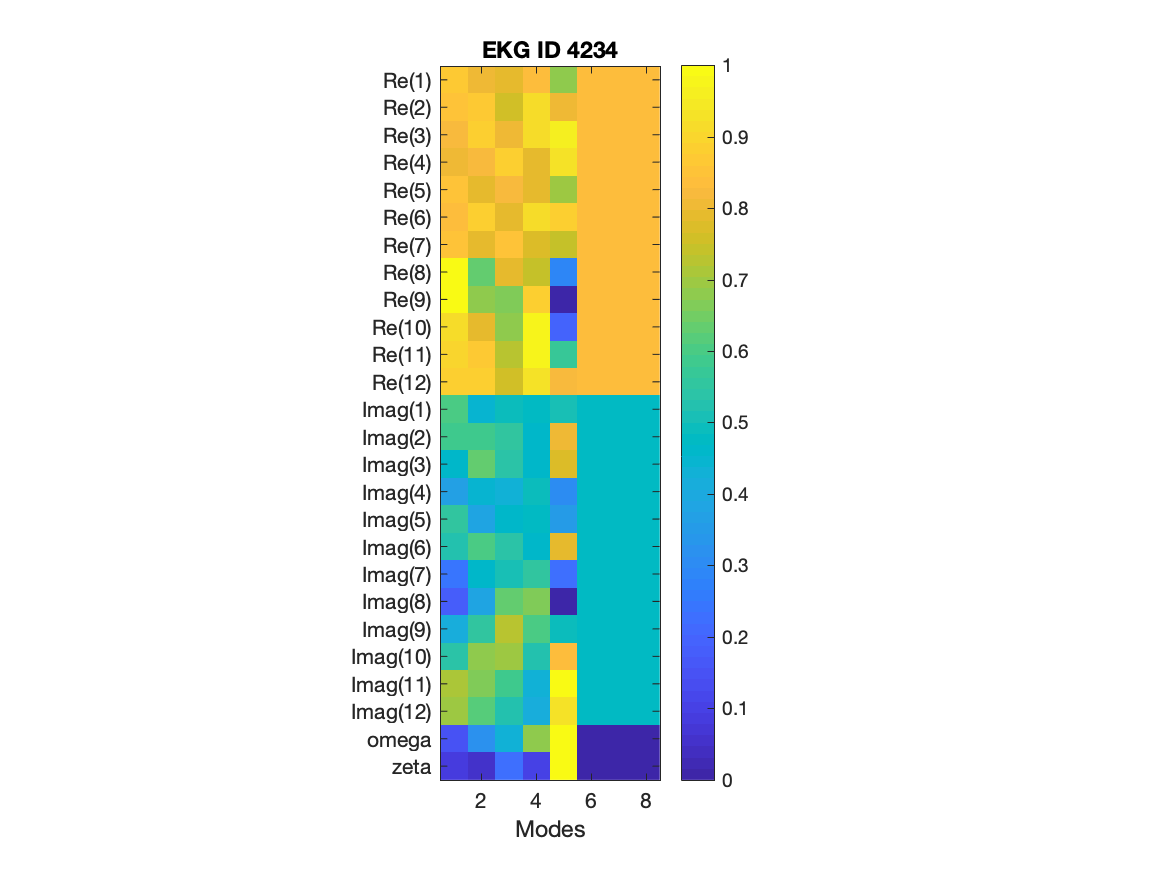 EKG ID 4234
Re(1)
Re(2)
Re(3)
Re(4)
Re(5)
Re(6)
Re(7)
Re(8)
Re(9)
Re(10)
Re(11)
Re(12)
Imag(1)
Imag(2)
Imag(3)
Imag(4)
Imag(5)
Imag(6)
Imag(7)
Imag(8)
Imag(9)
Imag(10)
Imag(11)
Imag(12)
omega
zeta
2 4 6 8
Modes
1
0.9
0.8
0.7
0.6
0.5
0.4
0.3
0.2
0.1
0